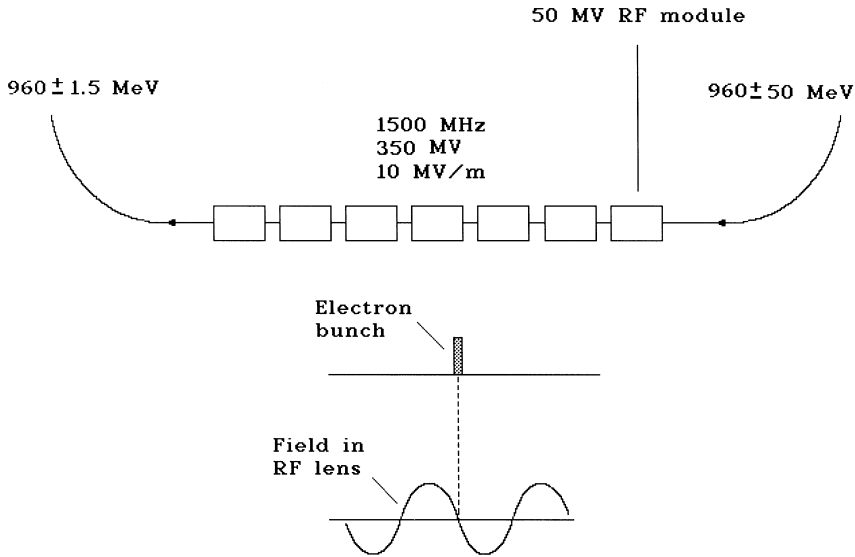 50 MV RF module
960 ± 1.5 MeV
960 ± 50 MeV
1500 MHz
350 MV
10 MV/m
Electron
bunch
Field in
RF lens